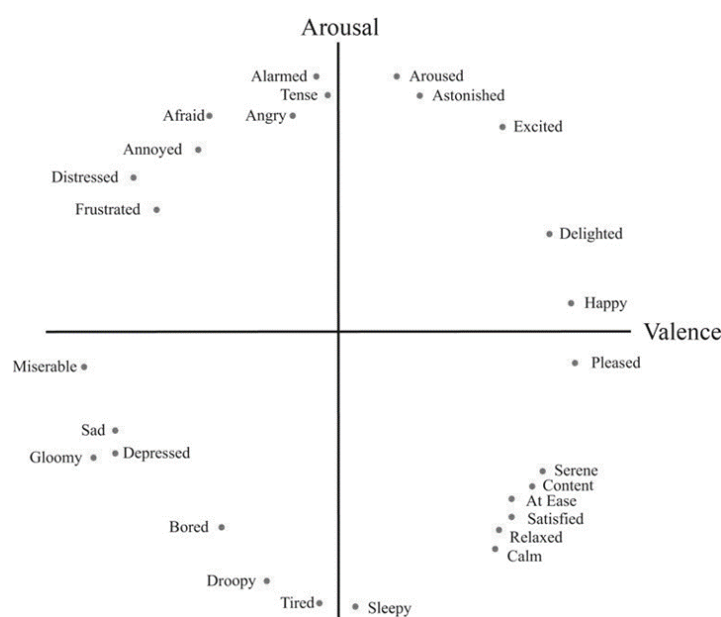 Arousal
Alarmed
Aroused
Tense
Astonished
Afraid
Angry
Excited
Annoyed
Distressed
Frustrated
Delighted
Happy
Valence
Miserable
Pleased
Sad
Gloomy
Depressed
Serene
Content
At Ease
Bored
Satisfied
Relaxed
Calm
Droopy
Tired
Sleepy